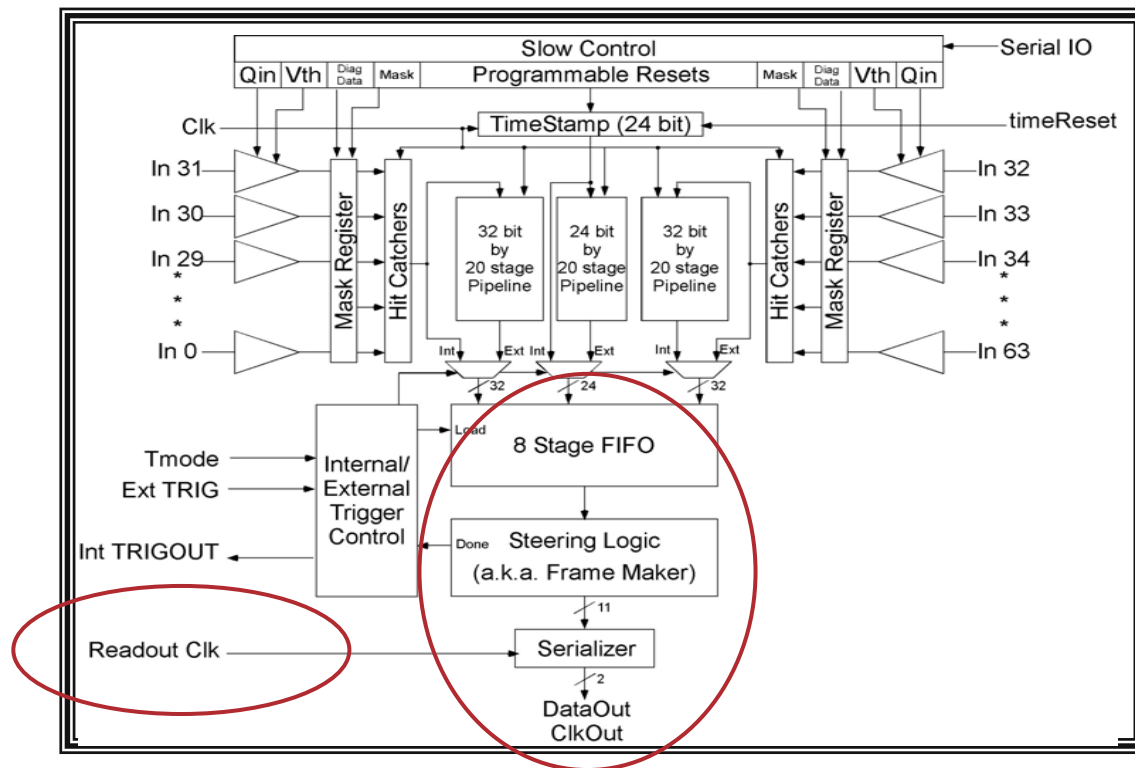 Slow Control
Serial IO
Qin
Vth
Diag
Data
Mask
Programmable Resets
Mask
Diag
Data
Vth
Qin
Clk
TimeStamp (24 bit)
timeReset
In 31
In 30
In 29
*
*
*
In 0
Mask Register
Hit Catchers
32 bit
by
20 stage
Pipeline
24 bit
by
20 stage
Pipeline
32 bit
by
20 stage
Pipeline
Hit Catchers
Mask Register
In 32
In 33
In 34
*
*
*
In 63
Int
Ext
Int
Ext
Int
Ext
32
24
32
Load
8 Stage FIFO
Tmode
Ext TRIG
Int TRIGOUT
Internal/
External
Trigger
Control
Done
Steering Logic
(a.k.a. Frame Maker)
11
Readout Clk
Serializer
2
DataOut
ClkOut